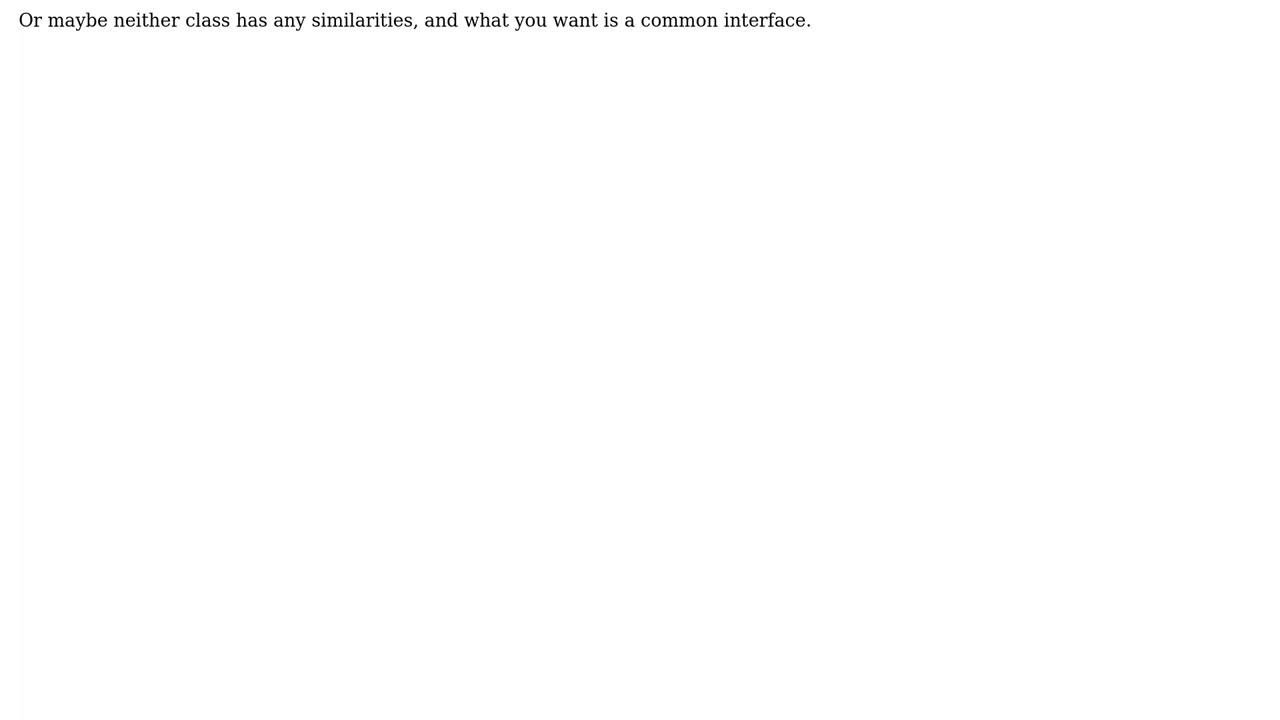 Or maybe neither class has any similarities, and what you want is a common interface.